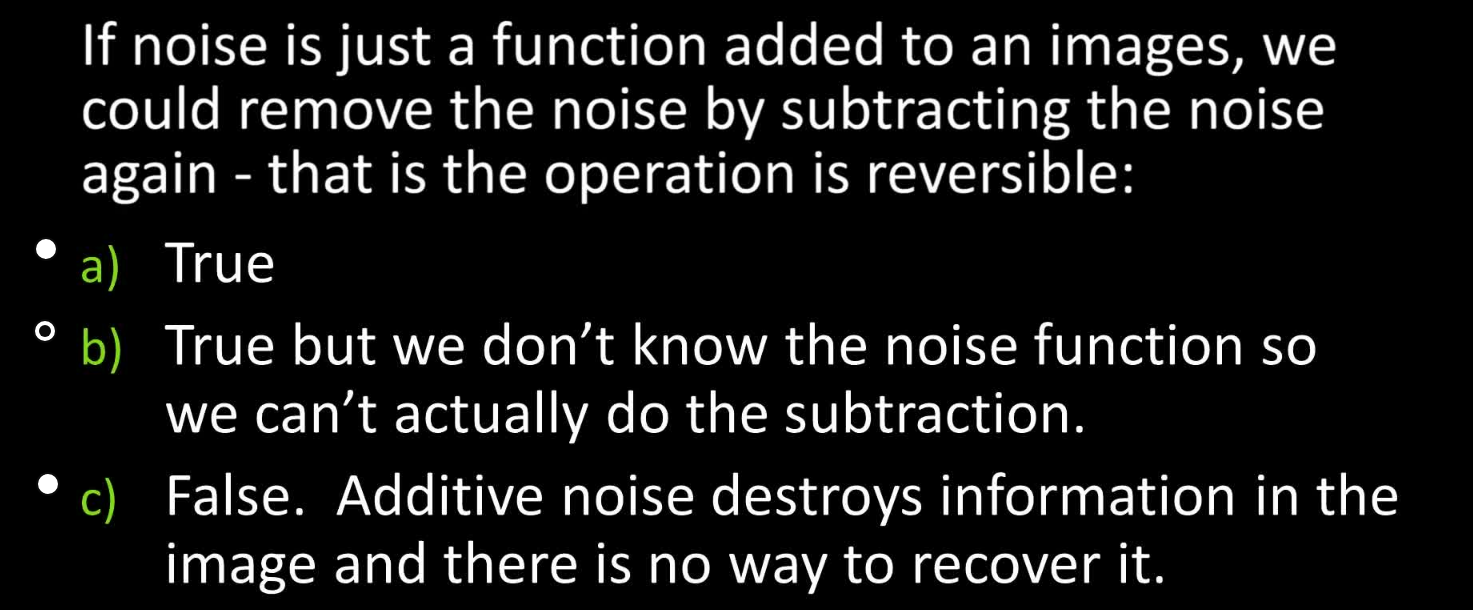 If noise is just a function added to an images, we
could remove the noise by subtracting the noise
again - that is the operation is reversible:
a) True
b) True but we don’t know the noise function so
we can’t actually do the subtraction.
c) False. Additive noise destroys information in the
image and there is no way to recover it.